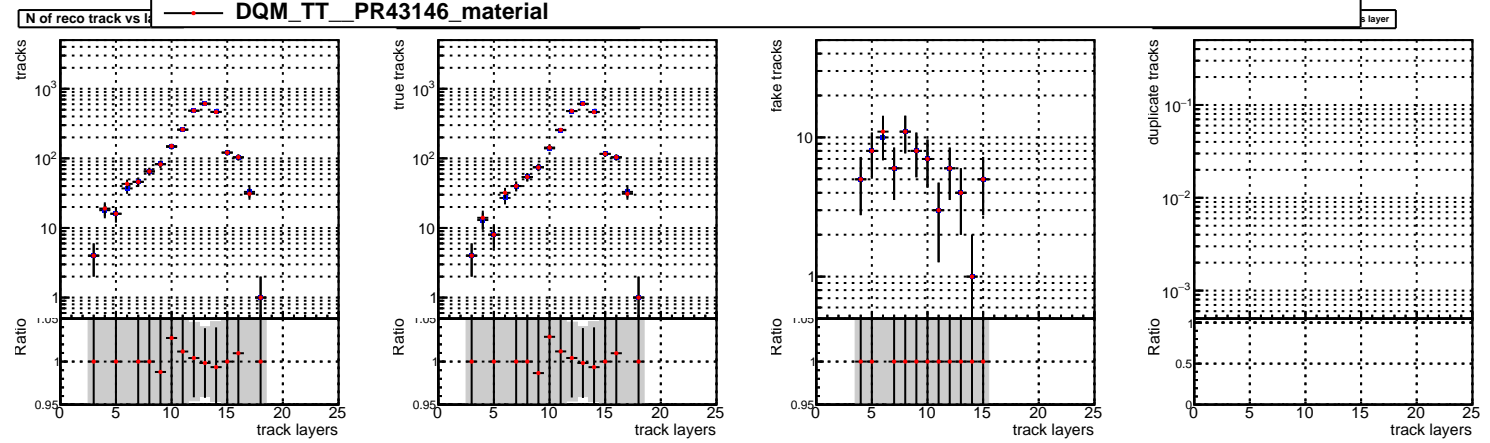 DQM_TT__PR43146_material
N of reco track vs la
s layer
tracks
10³
10²
10
1
Ratio
1.05
1
0.95
0 5 10 15 20 25
track layers
true tracks
10³
10²
10
1
Ratio
1.05
1
0.95
0 5 10 15 20 25
track layers
fake tracks
10
1
Ratio
1.05
1
0.95
0 5 10 15 20 25
track layers
duplicate tracks
10⁻¹
10⁻²
10⁻³
Ratio
1
0.5
0
0 5 10 15 20 25
track layers